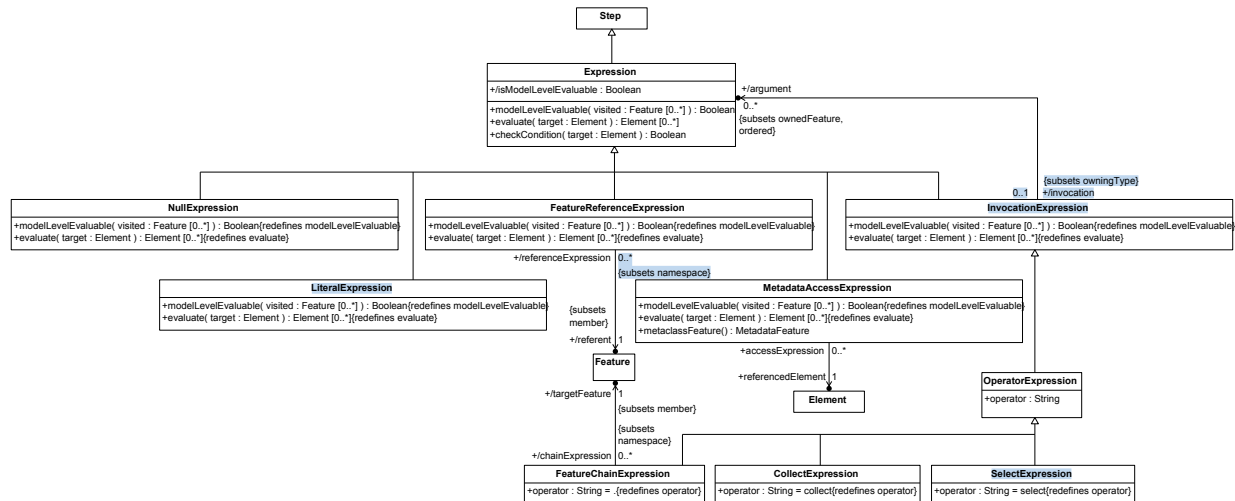 Step
Expression
+/isModelLevelEvaluable : Boolean
+modelLevelEvaluable( visited : Feature [0..*] ) : Boolean
+evaluate( target : Element ) : Element [0..*]
+checkCondition( target : Element ) : Boolean
+/argument
0..*
{subsets ownedFeature,
ordered}
{subsets owningType}
0..1 +/invocation
NullExpression
+modelLevelEvaluable( visited : Feature [0..*] ) : Boolean{redefines modelLevelEvaluable}
+evaluate( target : Element ) : Element [0..*]{redefines evaluate}
FeatureReferenceExpression
+modelLevelEvaluable( visited : Feature [0..*] ) : Boolean{redefines modelLevelEvaluable}
+evaluate( target : Element ) : Element [0..*]{redefines evaluate}
InvocationExpression
+modelLevelEvaluable( visited : Feature [0..*] ) : Boolean{redefines modelLevelEvaluable}
+evaluate( target : Element ) : Element [0..*]{redefines evaluate}
+/referenceExpression 0..*
{subsets namespace}
LiteralExpression
+modelLevelEvaluable( visited : Feature [0..*] ) : Boolean{redefines modelLevelEvaluable}
+evaluate( target : Element ) : Element [0..*]{redefines evaluate}
MetadataAccessExpression
+modelLevelEvaluable( visited : Feature [0..*] ) : Boolean{redefines modelLevelEvaluable}
+evaluate( target : Element ) : Element [0..*]{redefines evaluate}
+metaclassFeature() : MetadataFeature
{subsets
member}
+/referent 1
Feature
+accessExpression 0..*
+referencedElement 1
Element
OperatorExpression
+operator : String
+/targetFeature 1
{subsets member}
{subsets
namespace}
+/chainExpression 0..*
FeatureChainExpression
+operator : String = .{redefines operator}
CollectExpression
+operator : String = collect{redefines operator}
SelectExpression
+operator : String = select{redefines operator}